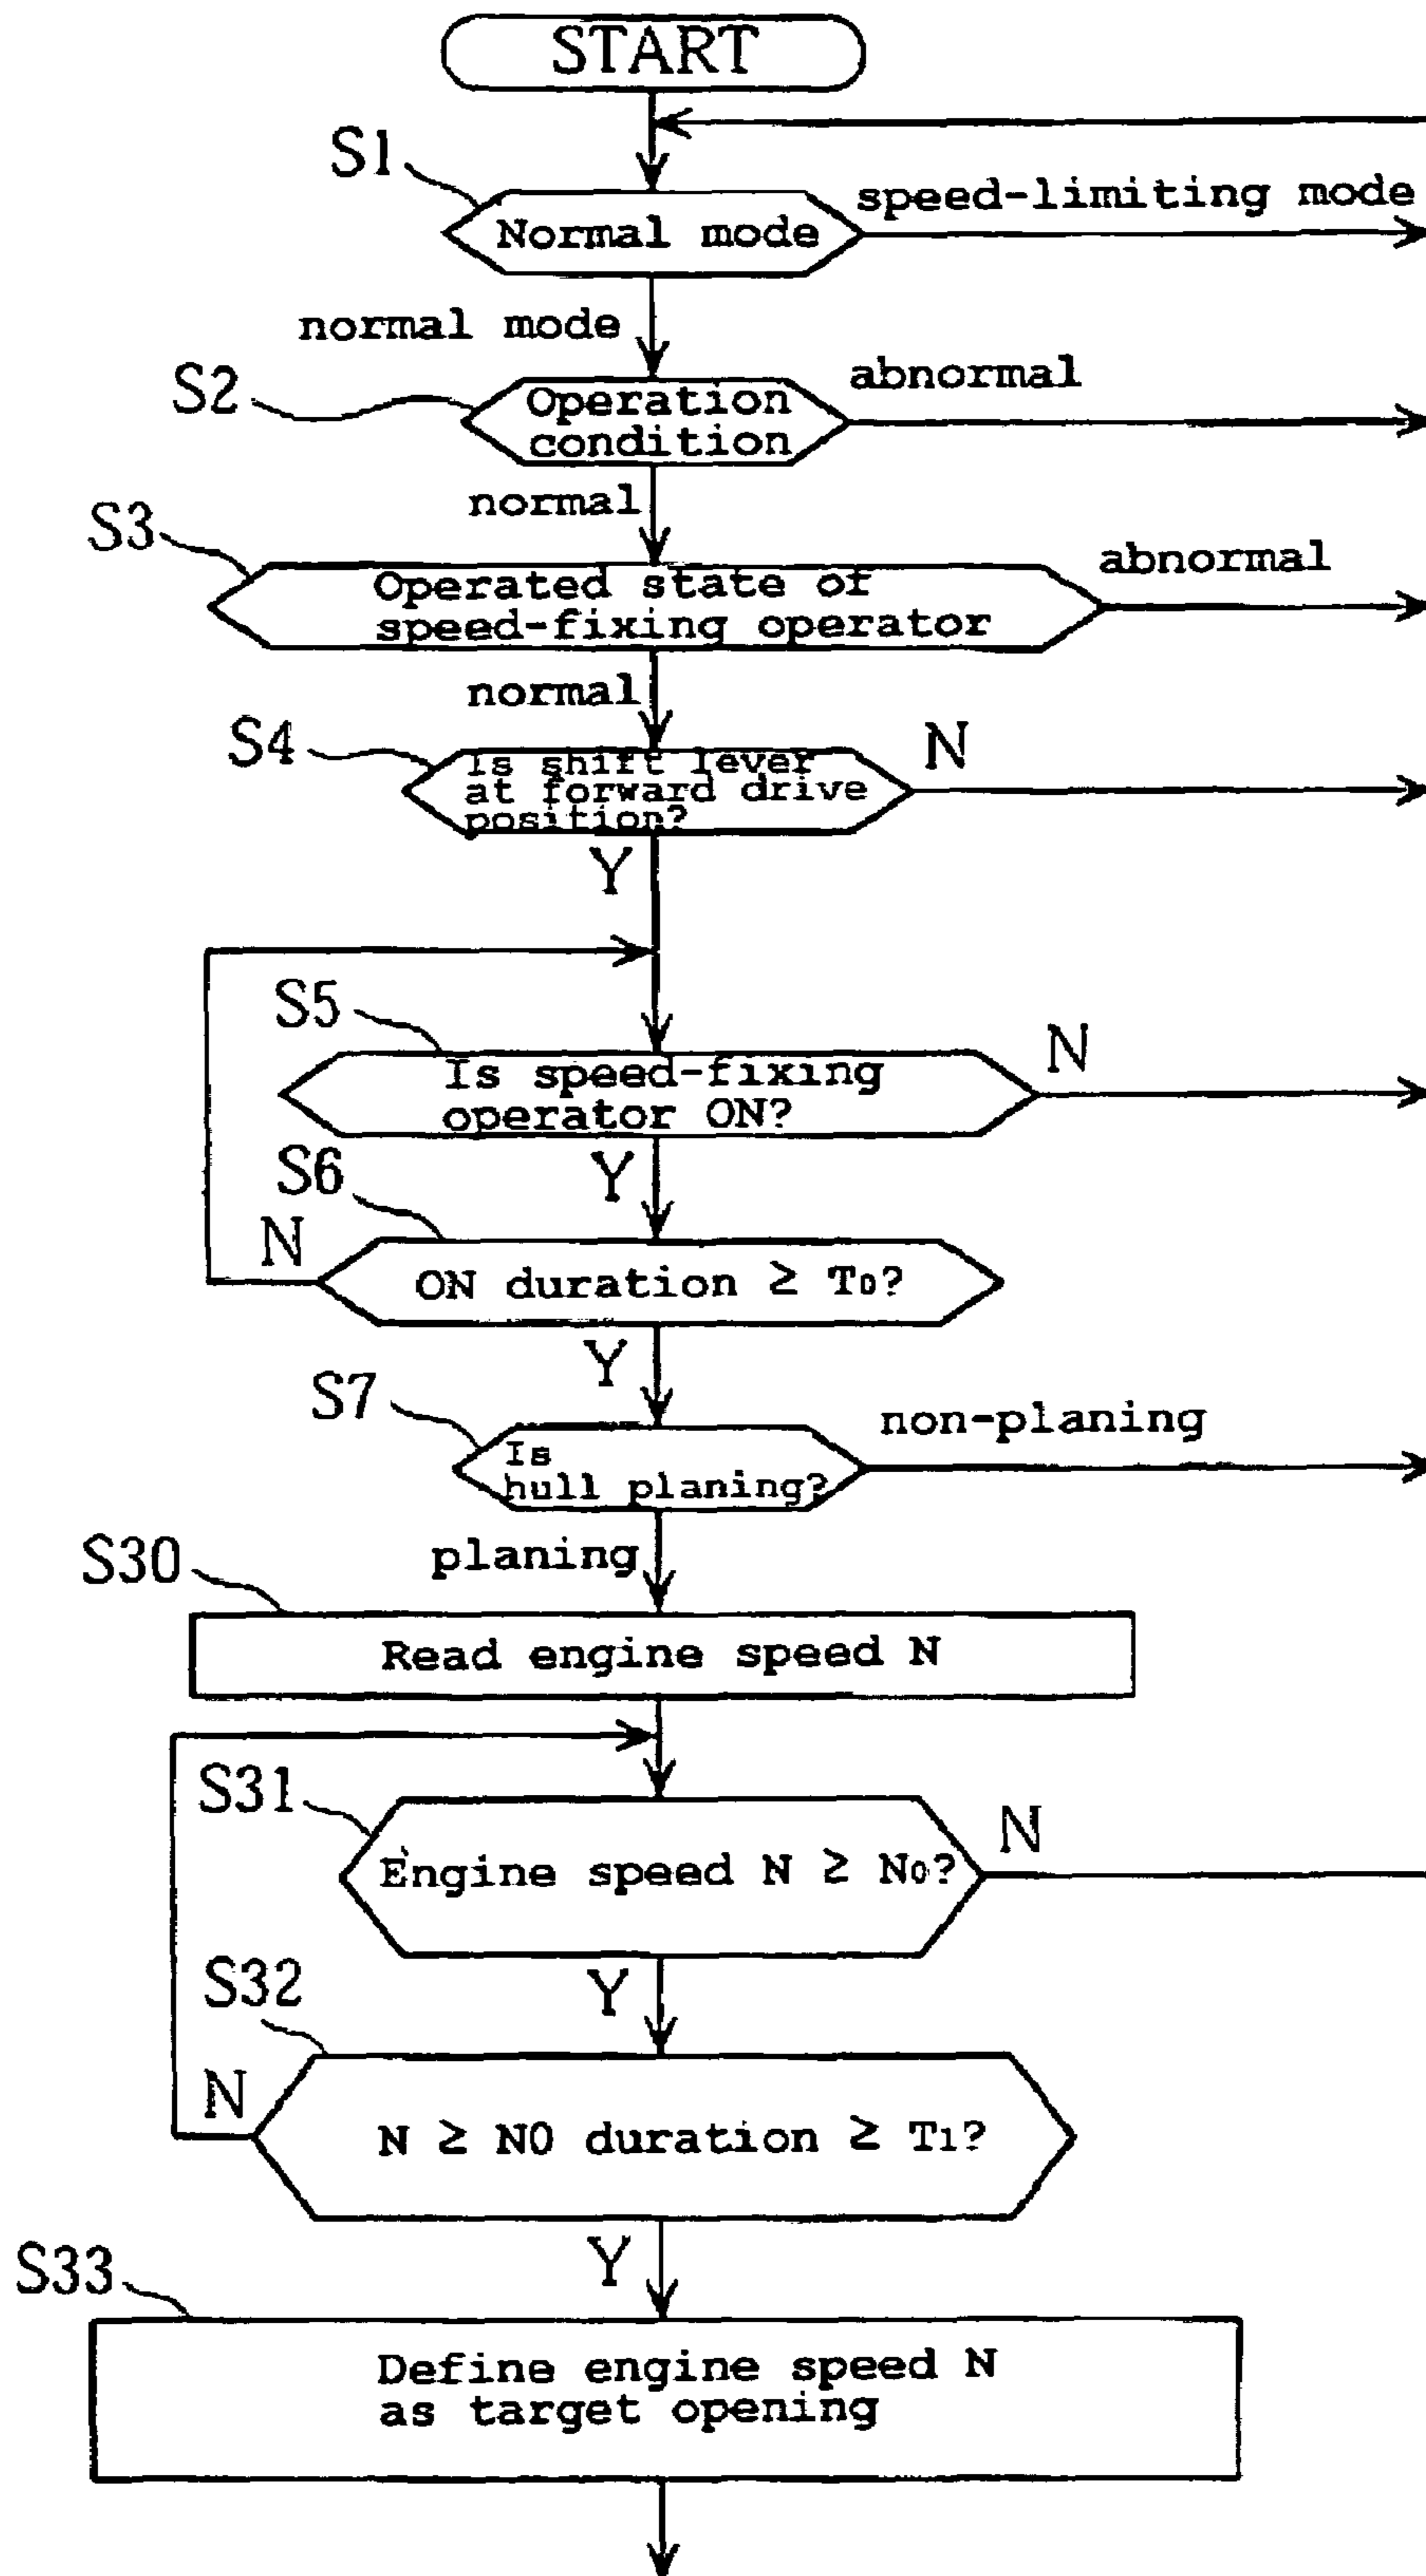 START
S1
speed-limiting mode
Normal mode
normal mode
S2
abnormal
Operation
condition
normal
S3
abnormal
Operated state of
speed-fixing operator
normal
S4
N
Is shift lever
at forward drive
position?
Y
S5
N
Is speed-fixing
operator ON?
S6
Y
N
ON duration ≥ T0?
Y
S7
non-planing
Is
hull planing?
planing
S30
Read engine speed N
S31
N
Engine speed N ≥ N0?
Y
S32
N
N ≥ N0 duration ≥ T1?
Y
S33
Define engine speed N
as target opening